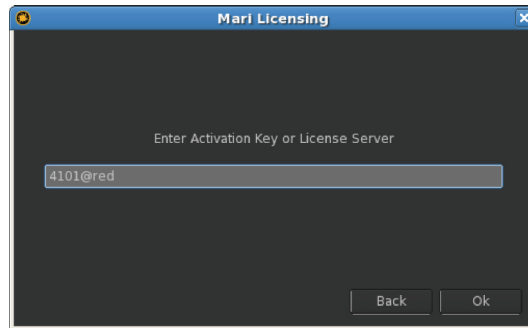 Mari Licensing
Enter Activation Key or License Server
4101@red
Back
Ok